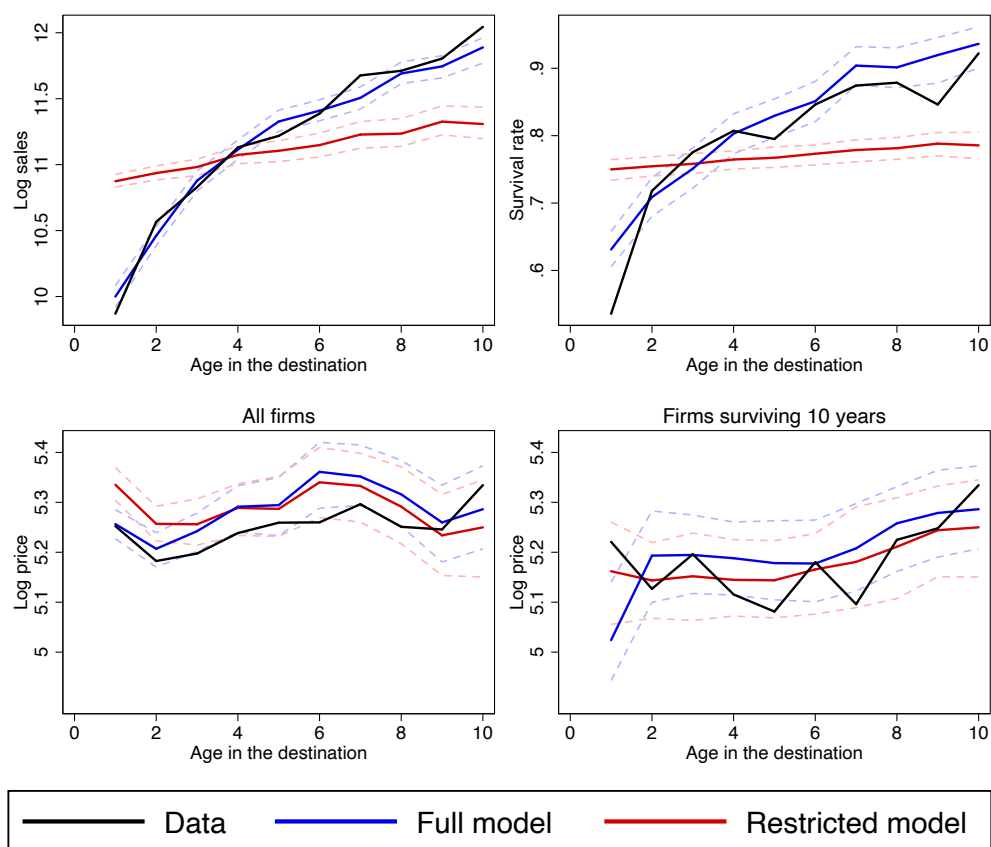 12
11.5
11
10.5
10
Log sales
0 2 4 6 8 10
Age in the destination
.9
.8
.7
.6
Survival rate
0 2 4 6 8 10
Age in the destination
All firms
5.4
5.3
5.2
5.1
5
Log price
0 2 4 6 8 10
Age in the destination
Firms surviving 10 years
5.4
5.3
5.2
5.1
5
Log price
0 2 4 6 8 10
Age in the destination
Data Full model Restricted model